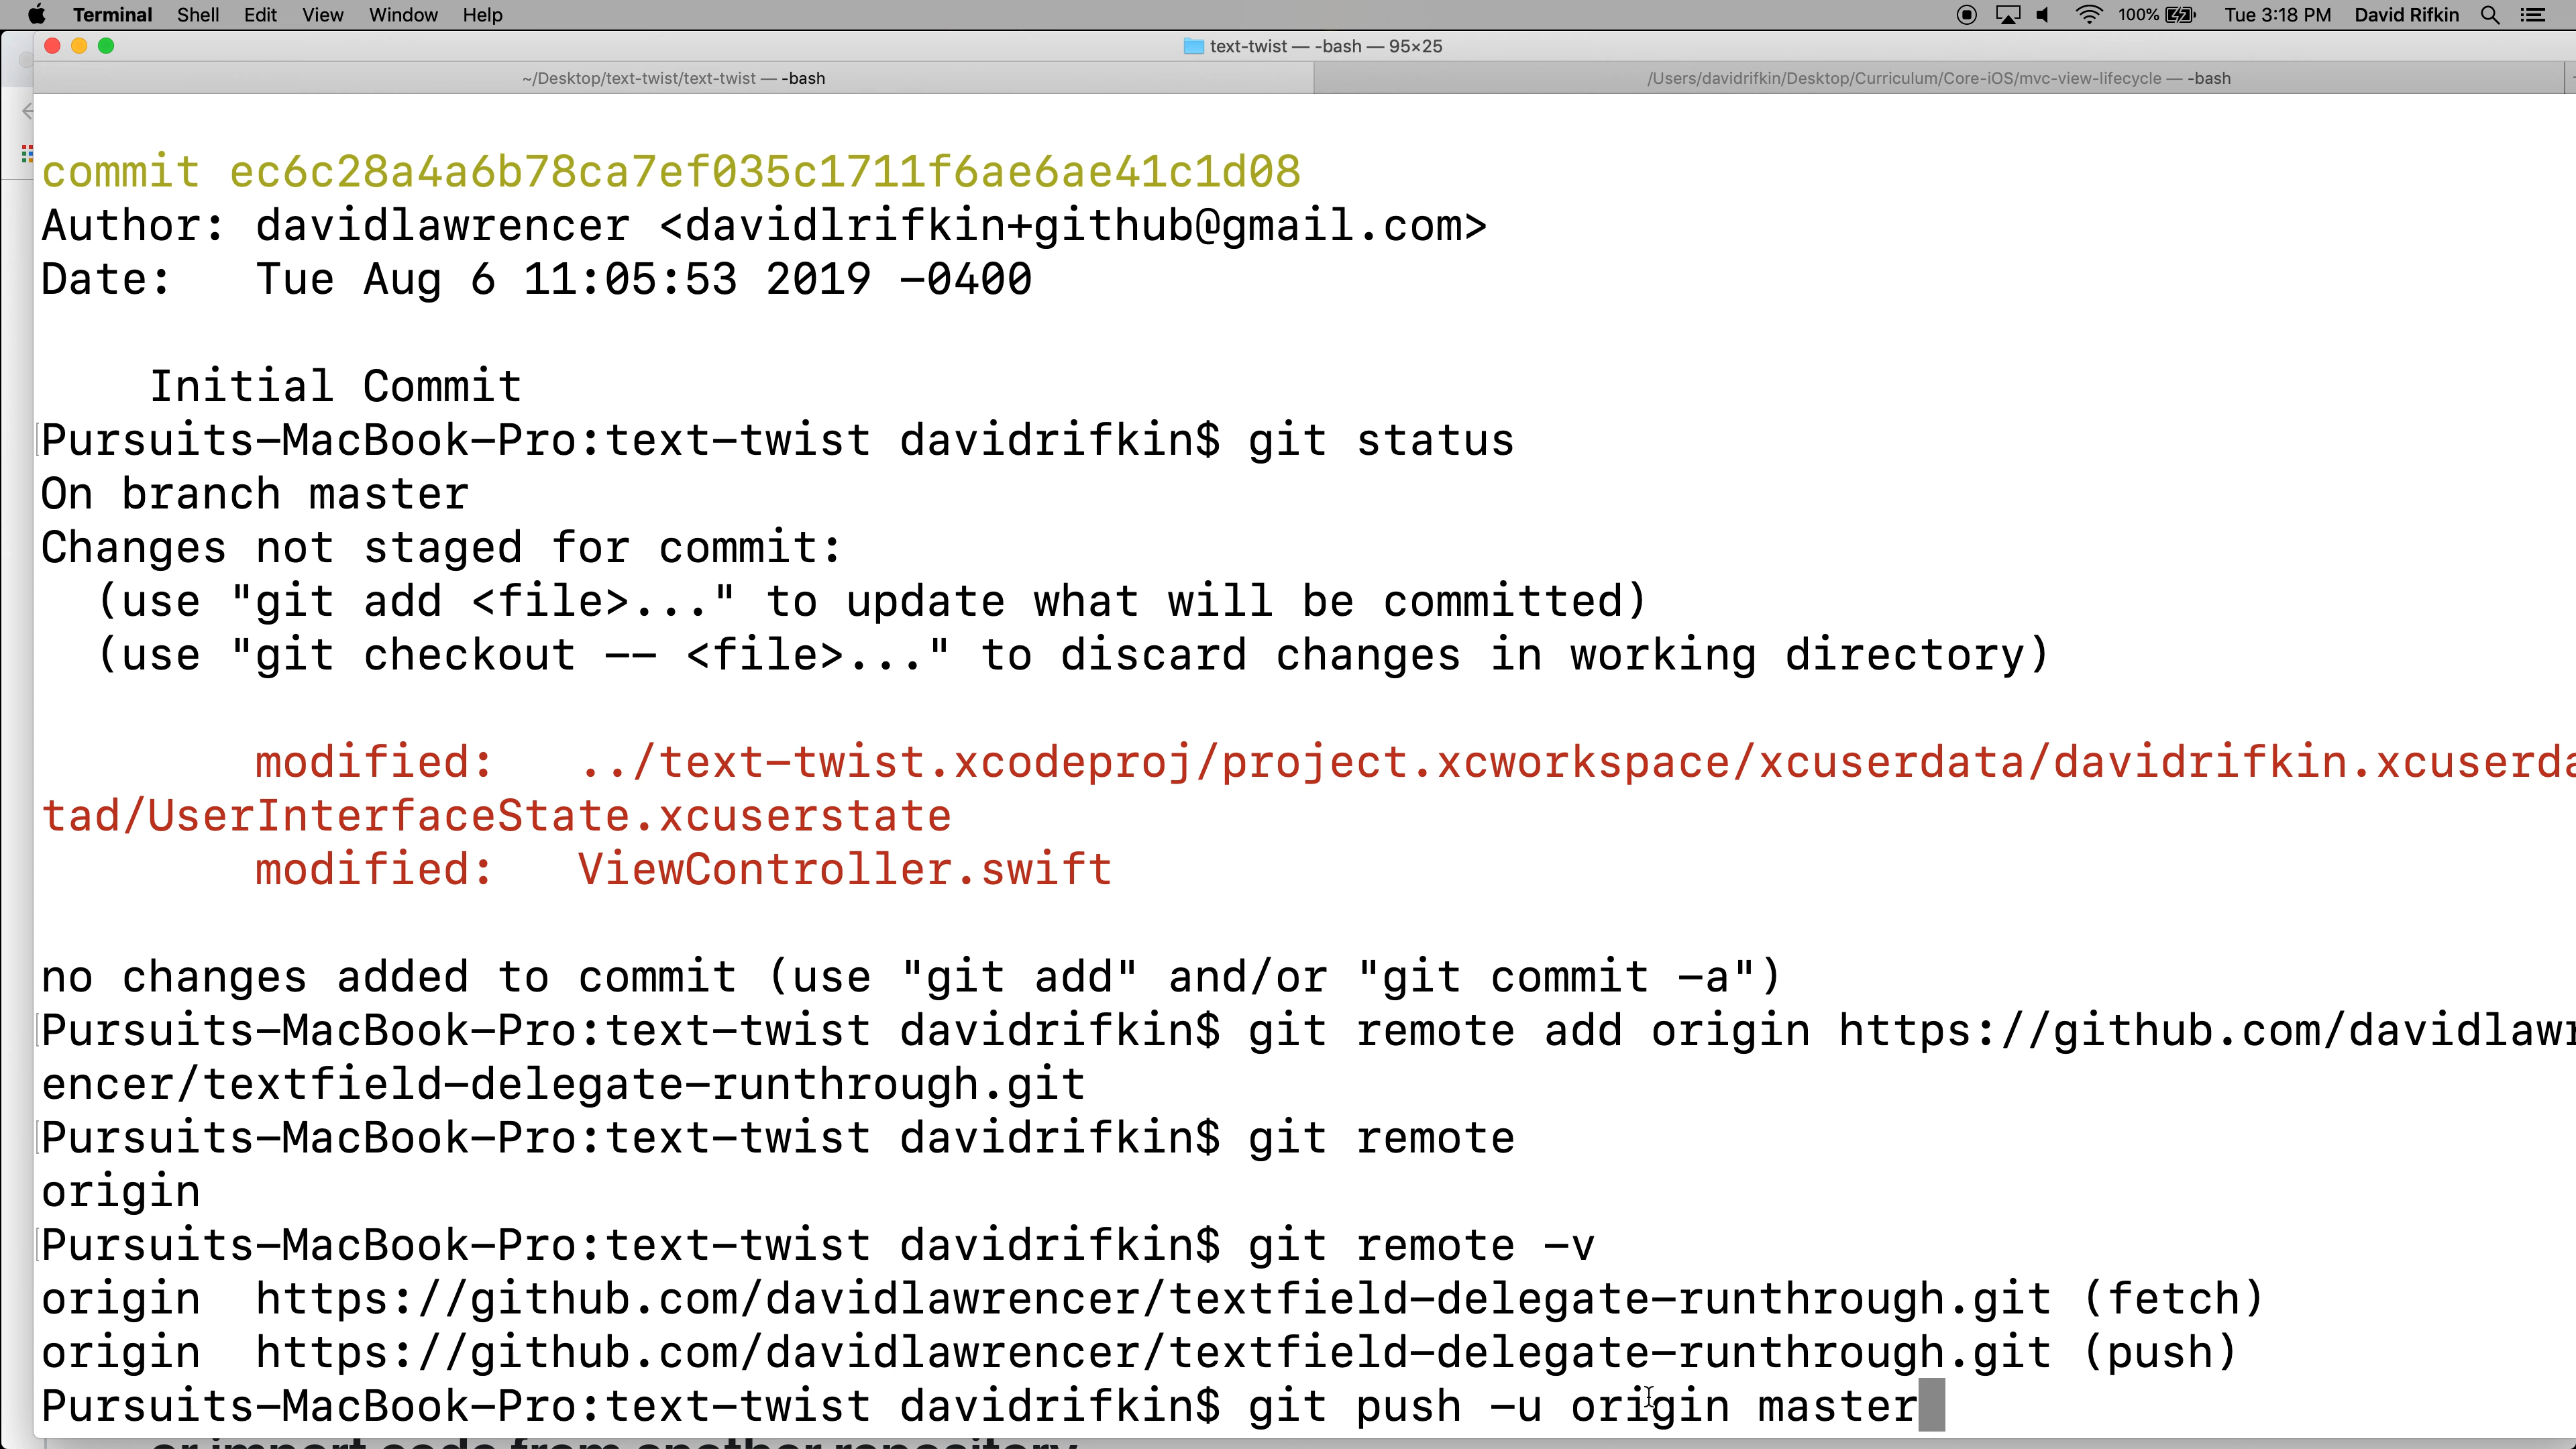 Terminal Shell Edit View Window Help 100% Tue 3:18 PM David Rifkin
text-twist — -bash — 95×25
~/Desktop/text-twist/text-twist — -bash /Users/davidrifkin/Desktop/Curriculum/Core-iOS/mvc-view-lifecycle — -bash
commit ec6c28a4a6b78ca7ef035c1711f6ae6ae41c1d08
Author: davidlawrencer <davidlrifkin+github@gmail.com>
Date:   Tue Aug 6 11:05:53 2019 -0400
Initial Commit
Pursuits-MacBook-Pro:text-twist davidrifkin$ git status
On branch master
Changes not staged for commit:
(use "git add <file>..." to update what will be committed)
(use "git checkout -- <file>..." to discard changes in working directory)
modified:   ../text-twist.xcodeproj/project.xcworkspace/xcuserdata/davidrifkin.xcuserda
tad/UserInterfaceState.xcuserstate
modified:   ViewController.swift
no changes added to commit (use "git add" and/or "git commit -a")
Pursuits-MacBook-Pro:text-twist davidrifkin$ git remote add origin https://github.com/davidlawr
encer/textfield-delegate-runthrough.git
Pursuits-MacBook-Pro:text-twist davidrifkin$ git remote
origin
Pursuits-MacBook-Pro:text-twist davidrifkin$ git remote -v
origin  https://github.com/davidlawrencer/textfield-delegate-runthrough.git (fetch)
origin  https://github.com/davidlawrencer/textfield-delegate-runthrough.git (push)
Pursuits-MacBook-Pro:text-twist davidrifkin$ git push -u origin master
or import code from another repository